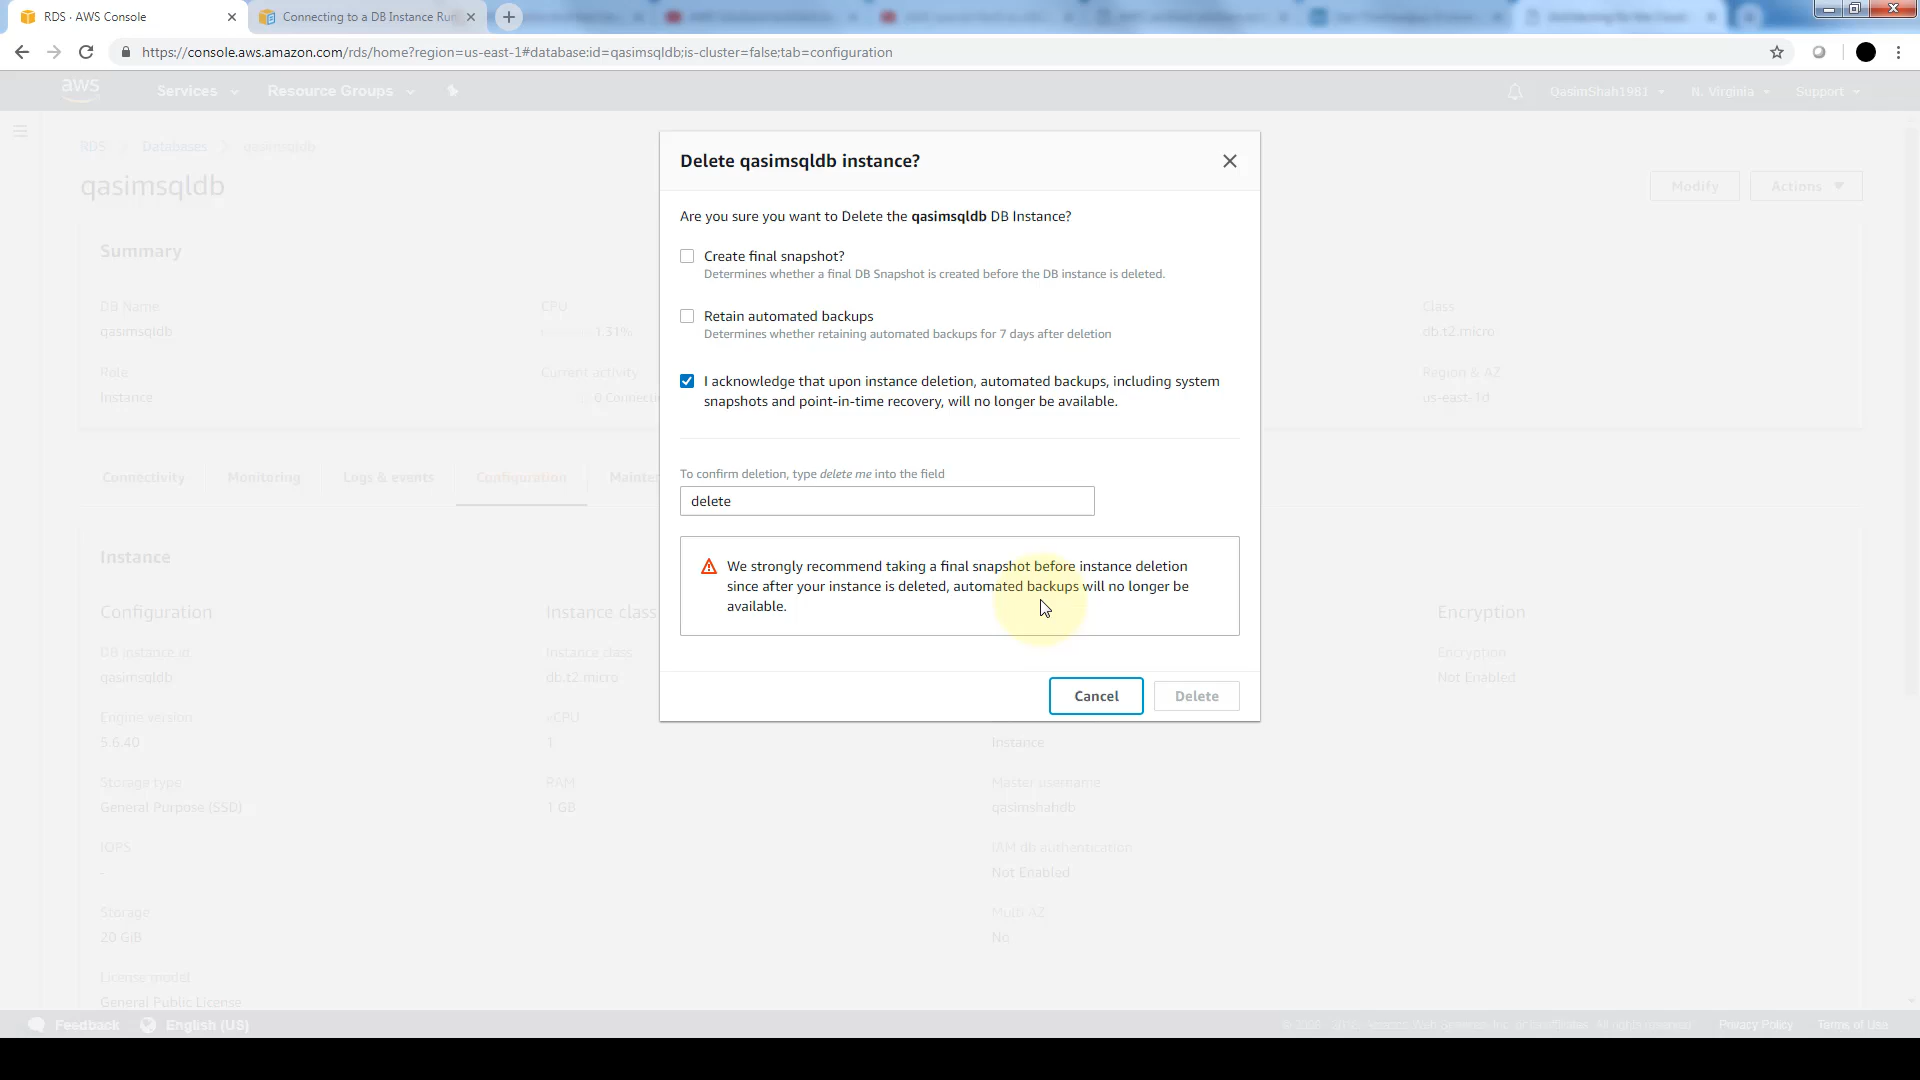 RDS · AWS Console
Connecting to a DB Instance Run
https://console.aws.amazon.com/rds/home?region=us-east-1#database:id=qasimsqldb;is-cluster=false;tab=configuration
aws
Services
Resource Groups
QasimShah1981
N. Virginia
Support
RDS
Databases
qasimsqldb
qasimsqldb
Modify
Actions
Summary
DB Name
qasimsqldb
CPU
1.31%
Class
db.t2.micro
Role
Instance
Current activity
0 Connecti
Region & AZ
us-east-1d
Connectivity
Monitoring
Logs & events
Configuration
Mainte
Delete qasimsqldb instance?
Are you sure you want to Delete the qasimsqldb DB Instance?
Create final snapshot?
Determines whether a final DB Snapshot is created before the DB instance is deleted.
Retain automated backups
Determines whether retaining automated backups for 7 days after deletion
I acknowledge that upon instance deletion, automated backups, including system
snapshots and point-in-time recovery, will no longer be available.
To confirm deletion, type delete me into the field
delete
We strongly recommend taking a final snapshot before instance deletion
since after your instance is deleted, automated backups will no longer be
available.
Cancel
Delete
Instance
Configuration
DB instance id
qasimsqldb
Engine version
5.6.40
Storage type
General Purpose (SSD)
IOPS
-
Storage
20 GiB
License model
General Public License
Instance class
Instance class
db.t2.micro
vCPU
1
RAM
1 GB
Instance
Master username
qasimshahdb
IAM db authentication
Not Enabled
Multi AZ
No
Encryption
Encryption
Not Enabled
Feedback
English (US)
Privacy Policy
Terms of Use